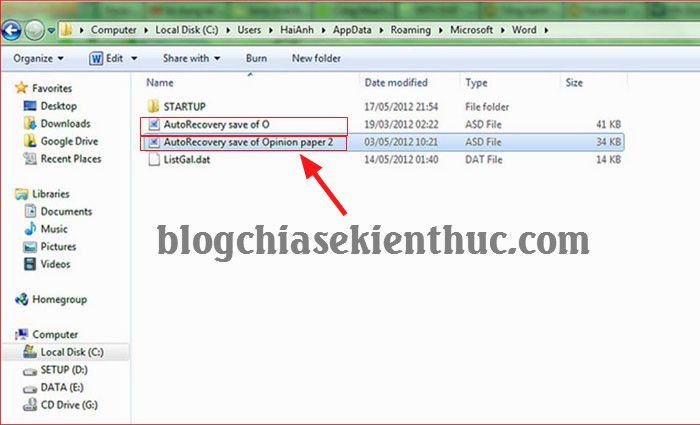 Computer ▸ Local Disk (C:) ▸ Users ▸ HaiAnh ▸ AppData ▸ Roaming ▸ Microsoft ▸ Word ▸
Organize Edit Share with Burn New folder
Name Date modified Type Size
Favorites
Desktop
Downloads
Google Drive
Recent Places
Libraries
Documents
Music
Pictures
Videos
Homegroup
Computer
Local Disk (C:)
SETUP (D:)
DATA (E:)
CD Drive (G:)
STARTUP 17/05/2012 21:54 File folder
AutoRecovery save of O 19/03/2012 02:22 ASD File 41 KB
AutoRecovery save of Opinion paper 2 03/05/2012 10:21 ASD File 34 KB
ListGal.dat 14/05/2012 01:40 DAT File 14 KB
blogchiasekienthuc.com